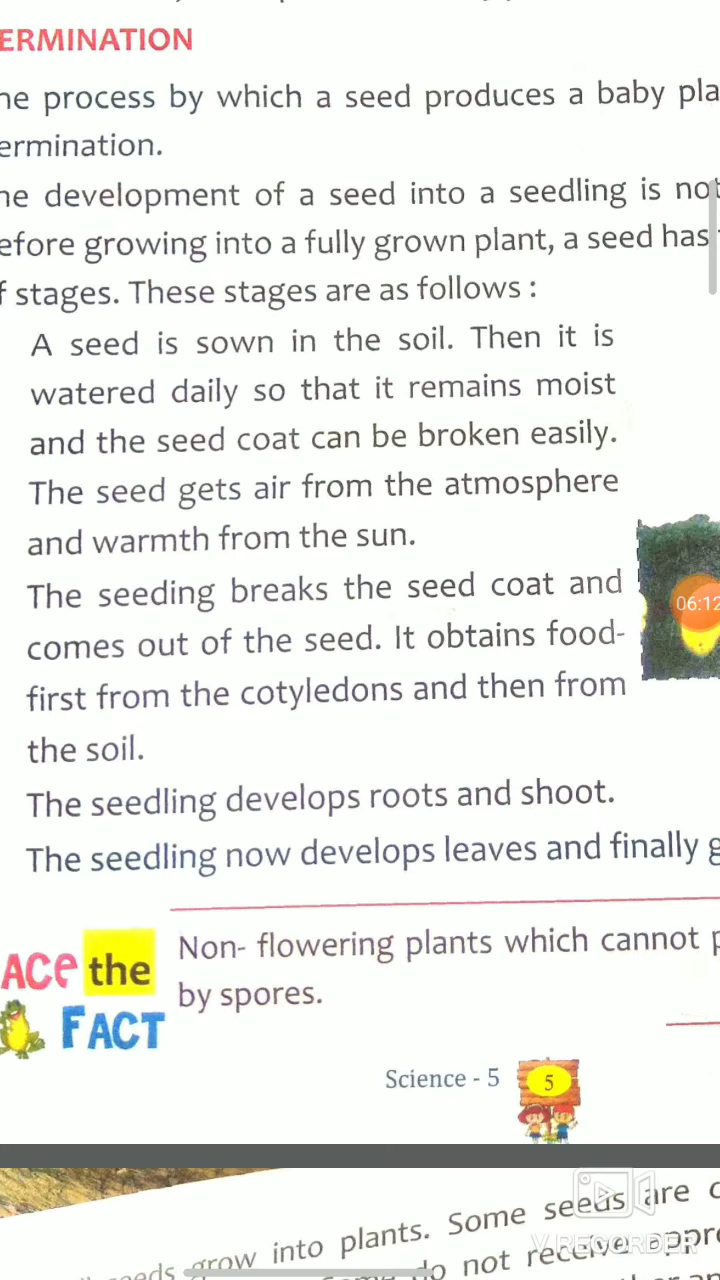 ERMINATION
he process by which a seed produces a baby pla
ermination.
he development of a seed into a seedling is not
efore growing into a fully grown plant, a seed has
f stages. These stages are as follows :
A seed is sown in the soil. Then it is
watered daily so that it remains moist
and the seed coat can be broken easily.
The seed gets air from the atmosphere
and warmth from the sun.
The seeding breaks the seed coat and
comes out of the seed. It obtains food-
first from the cotyledons and then from
the soil.
The seedling develops roots and shoot.
The seedling now develops leaves and finally g
06:12
ACe the
FACT
Non- flowering plants which cannot p
by spores.
Science - 5
5
eeds grow into plants. Some seeds are c
do not receive appro
V RECORDER